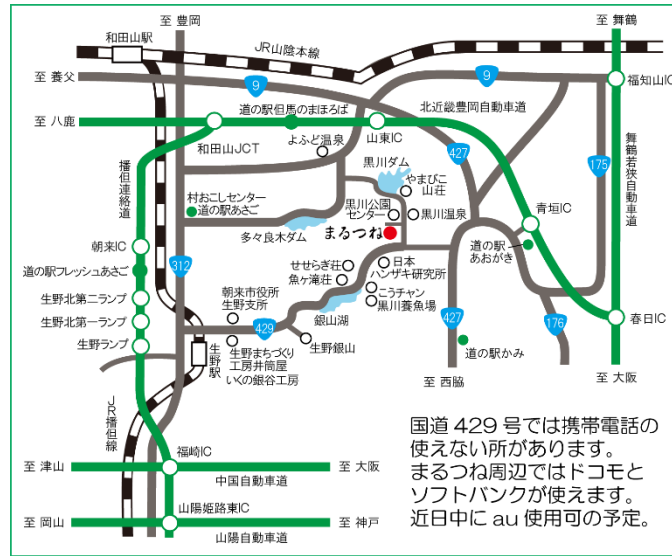 至 豊岡
至 舞鶴
和田山駅
JR山陰本線
至 養父
9
9
福知山IC
北近畿豊岡自動車道
至 八鹿
道の駅但馬のまほろば
和田山JCT
山東IC
よふど温泉
427
175
舞鶴若狭自動車道
黒川ダム
やまびこ
山荘
播但連絡道
村おこしセンター
道の駅あさご
黒川公園
センター
黒川温泉
青垣IC
多々良木ダム
まるつね
道の駅
あおがき
朝来IC
312
道の駅フレッシュあさご
せせらぎ荘
魚ヶ滝荘
日本
ハンザキ研究所
生野北第二ランプ
こうチャン
黒川養魚場
朝来市役所
生野支所
銀山湖
生野北第一ランプ
429
427
176
春日IC
生野ランプ
生野駅
生野まちづくり
工房井筒屋
いくの銀谷工房
生野銀山
道の駅かみ
至 西脇
至 大阪
JR播但線
国道 429 号では携帯電話の
使えない所があります。
まるつね周辺ではドコモと
ソフトバンクが使えます。
近日中に au 使用可の予定。
福崎IC
至 津山
至 大阪
中国自動車道
山陽姫路東IC
至 岡山
至 神戸
山陽自動車道